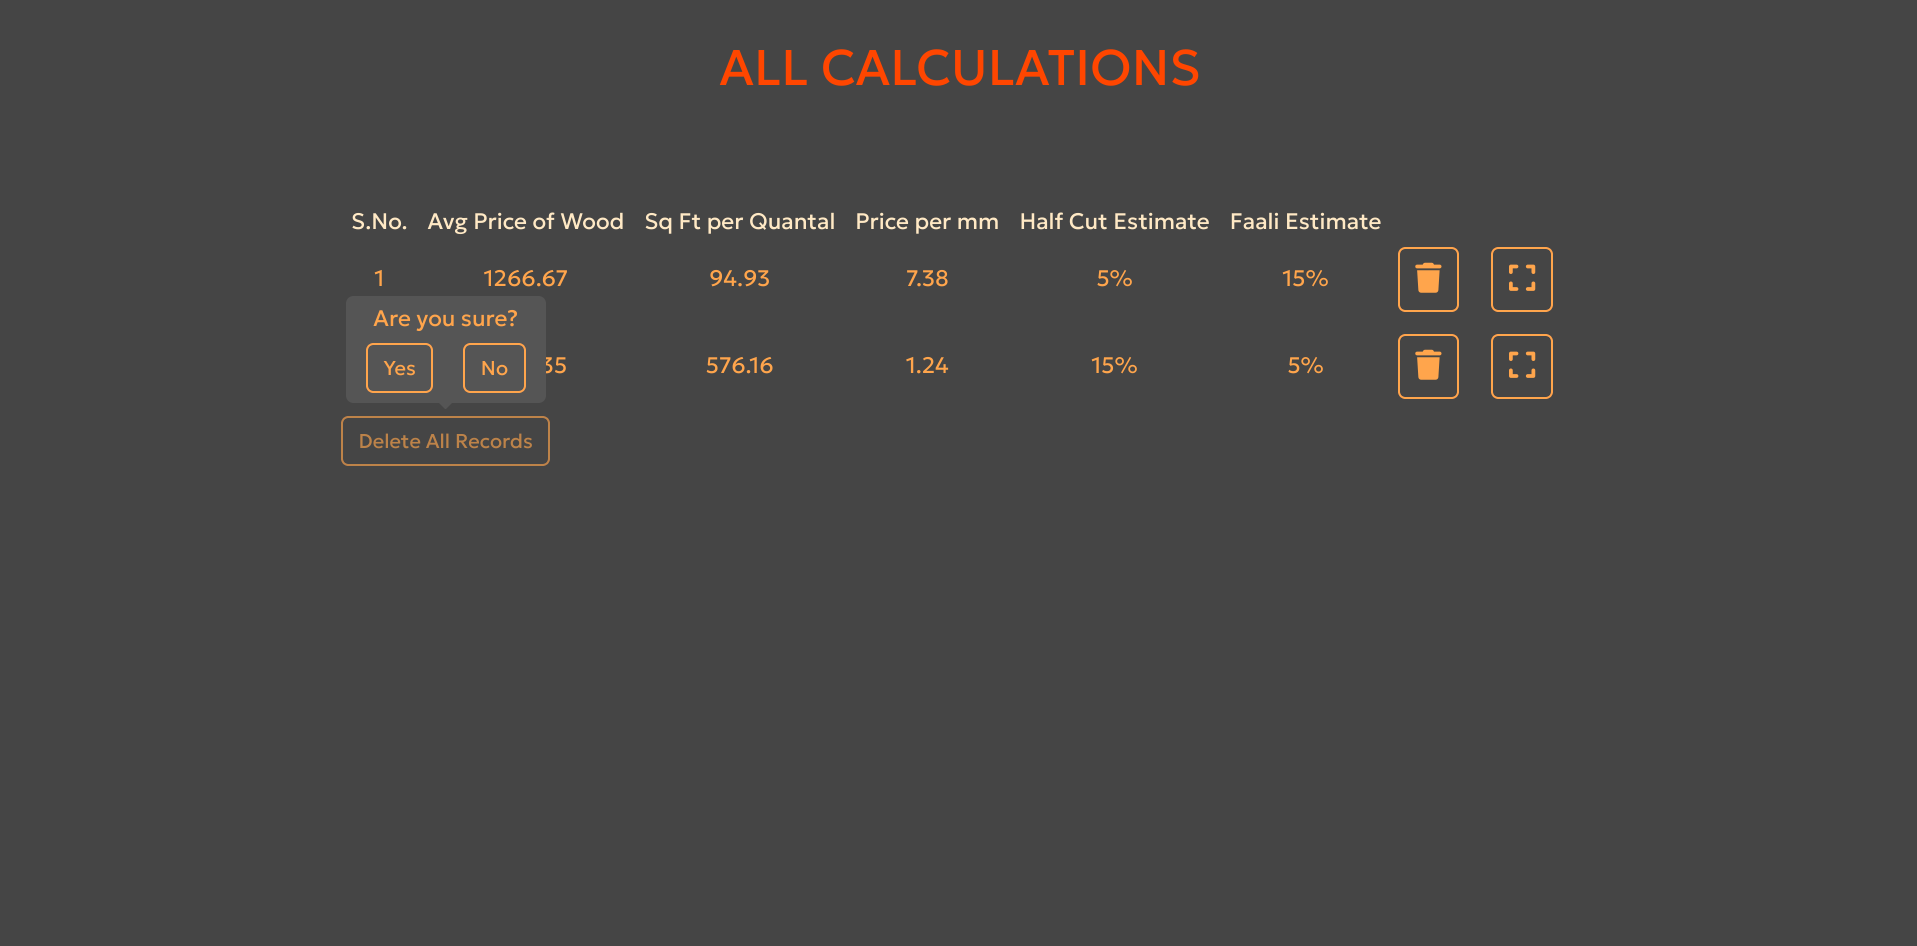 ALL CALCULATIONS
S.No. Avg Price of Wood Sq Ft per Quantal Price per mm Half Cut Estimate Faali Estimate
1 1266.67 94.93 7.38 5% 15%
Are you sure?
Yes No 35 576.16 1.24 15% 5%
Delete All Records